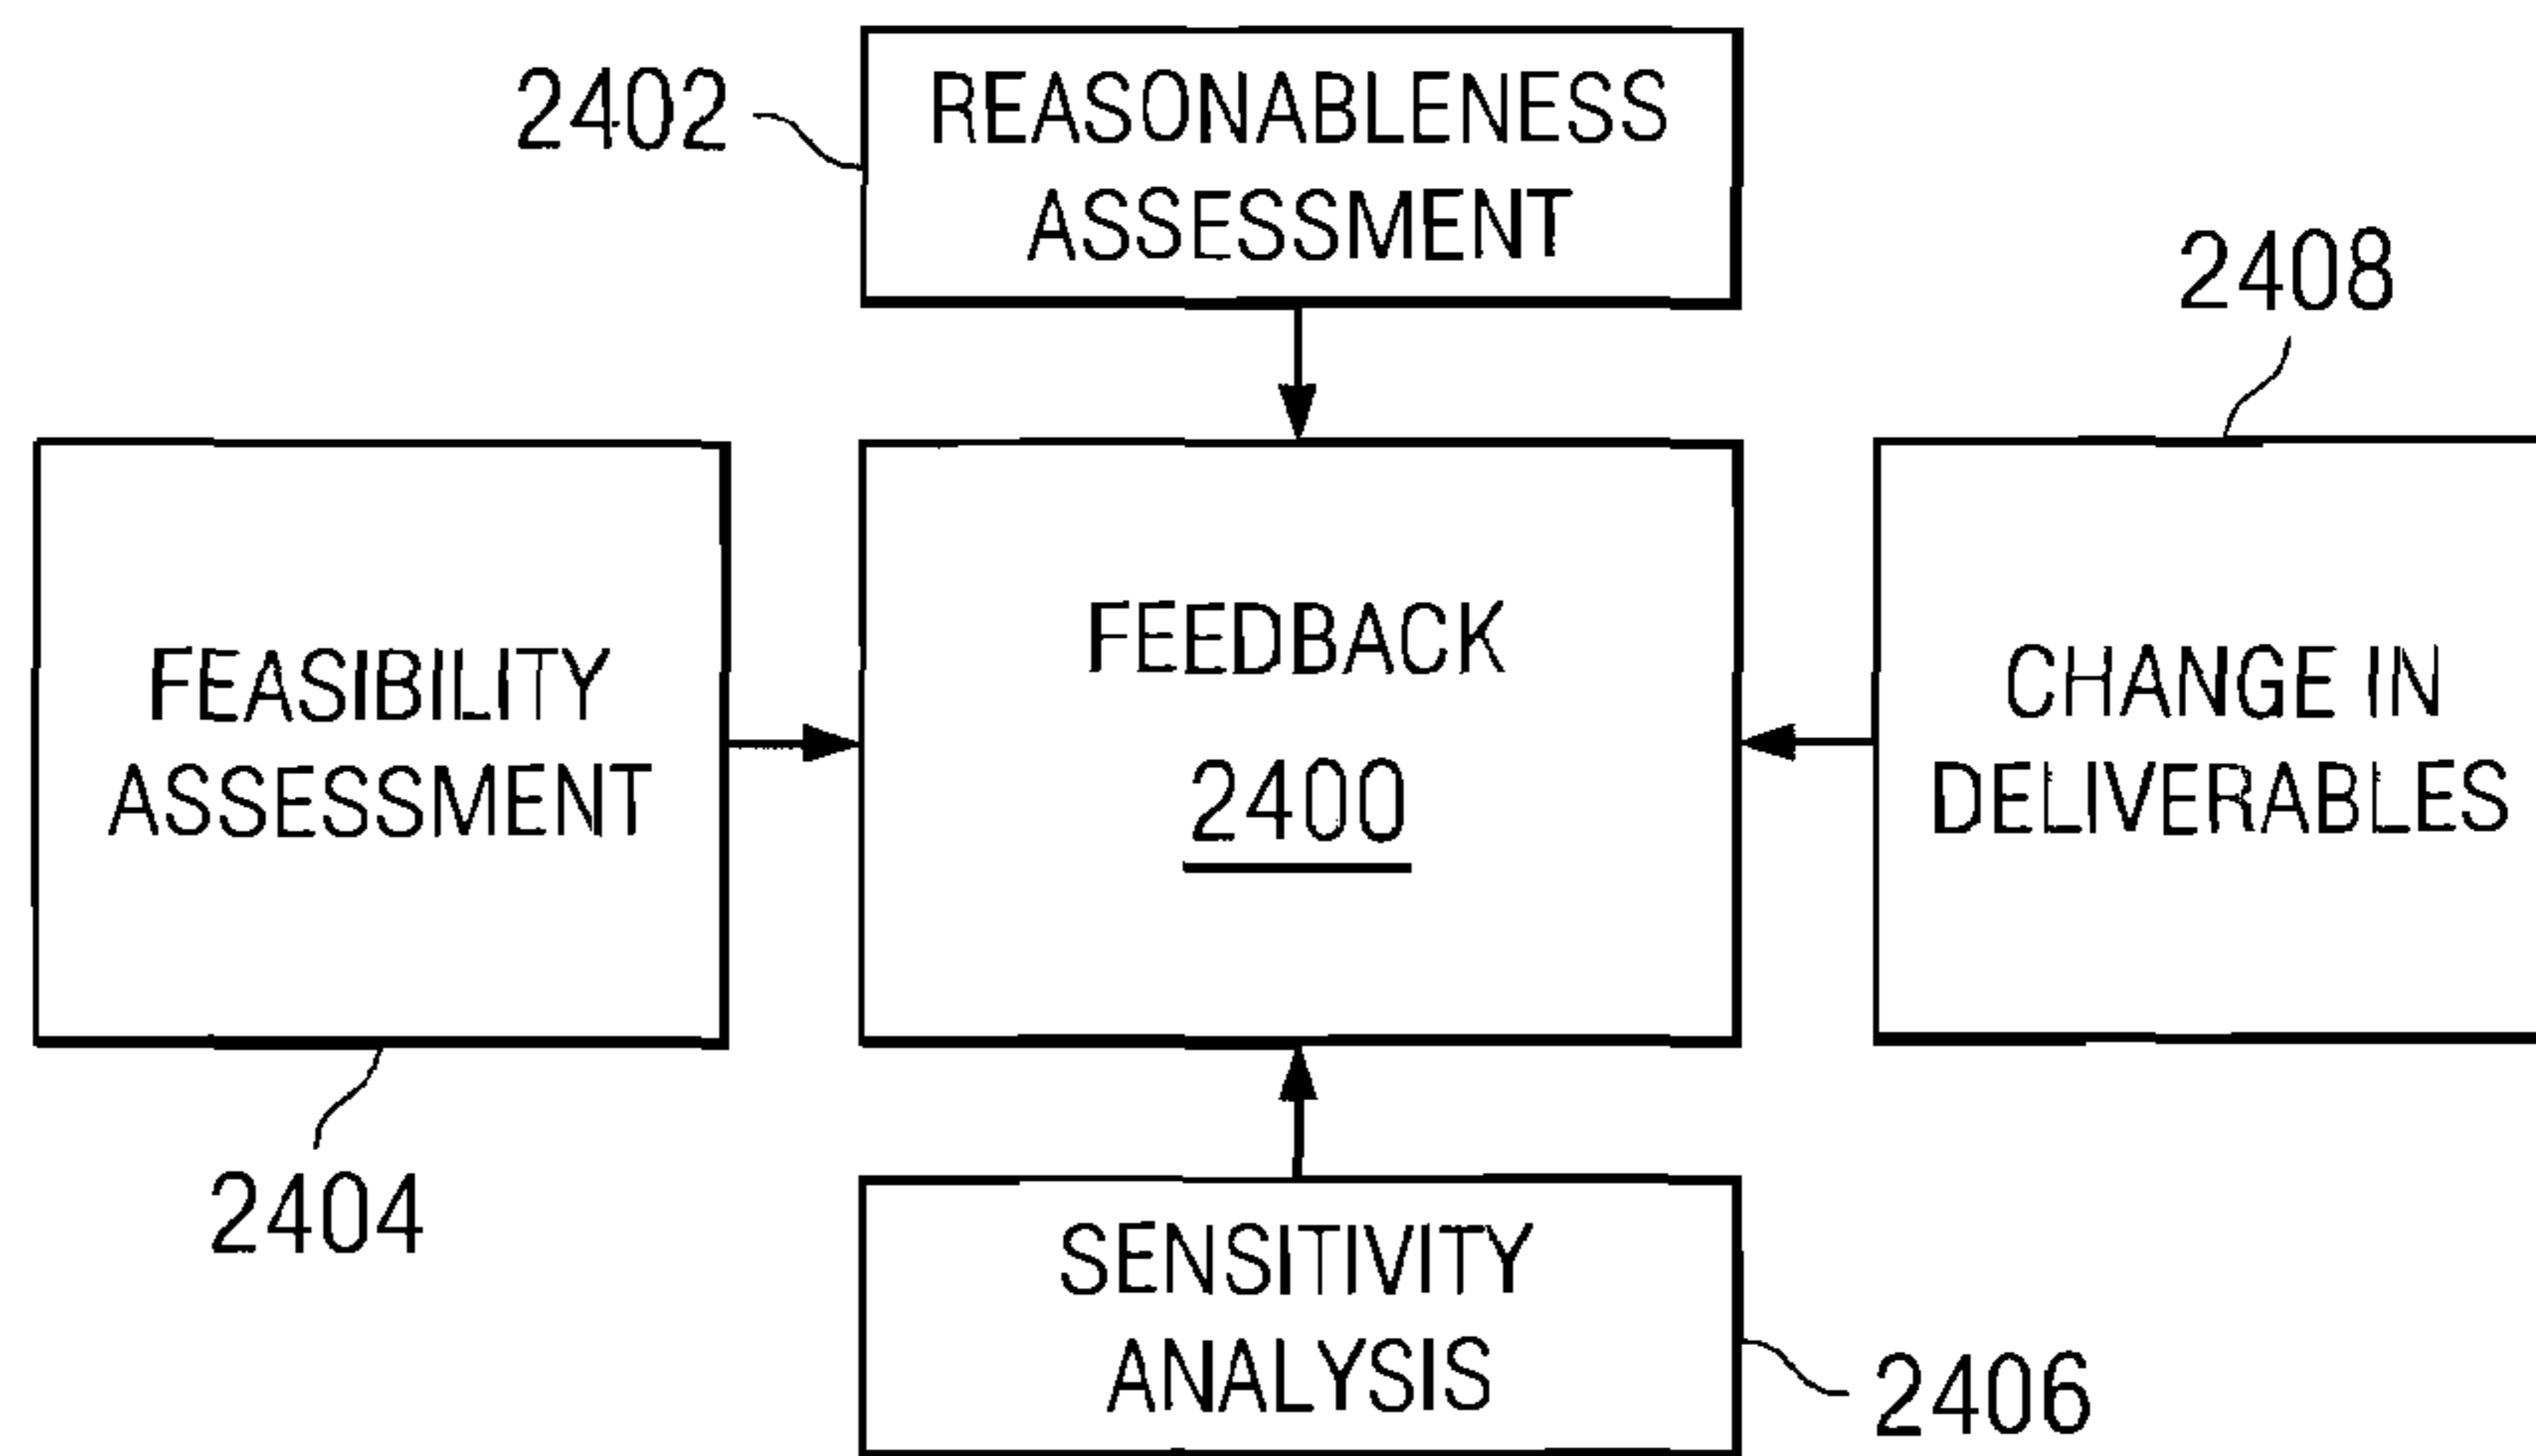 2402
REASONABLENESS
ASSESSMENT
2408
FEASIBILITY
ASSESSMENT
FEEDBACK
2400
CHANGE IN
DELIVERABLES
2404
SENSITIVITY
ANALYSIS
2406